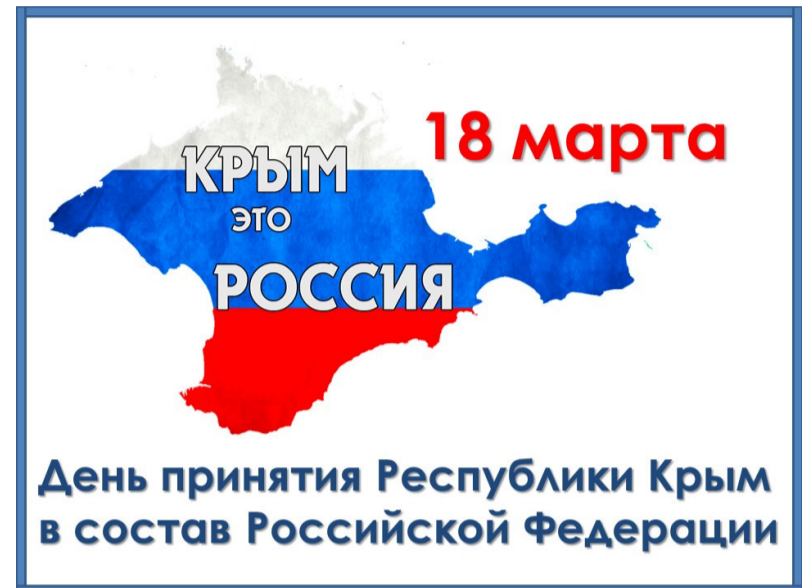 18 марта
КРЫМ
ЭТО
РОССИЯ
День принятия Республики Крым
в состав Российской Федерации